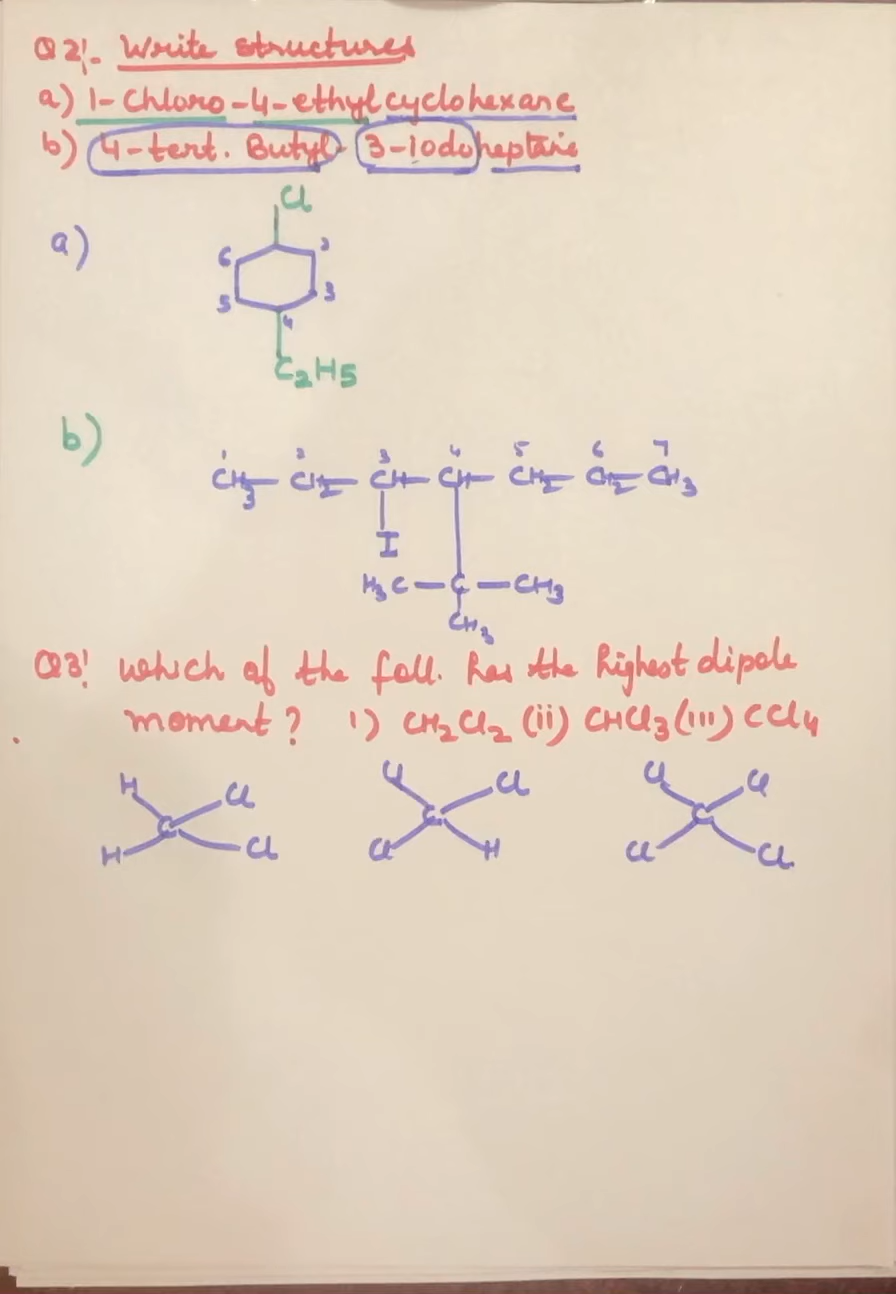 Q2!- Write structures
a) 1-Chloro-4-ethylcyclohexane
b) 4-tert. Butyl-3-iodoheptane
a)
Cl
6 2
5 3
4
C2H5
b)
1 2 3 4 5 6 7
CH3-CH2-CH-CH-CH2-CH2-CH3
I
H3C-C-CH3
CH3
Q3! which of the foll. has the highest dipole
moment? 1) CH2Cl2 (ii) CHCl3 (iii) CCl4
H Cl Cl Cl Cl Cl
C C C
H Cl Cl H Cl Cl